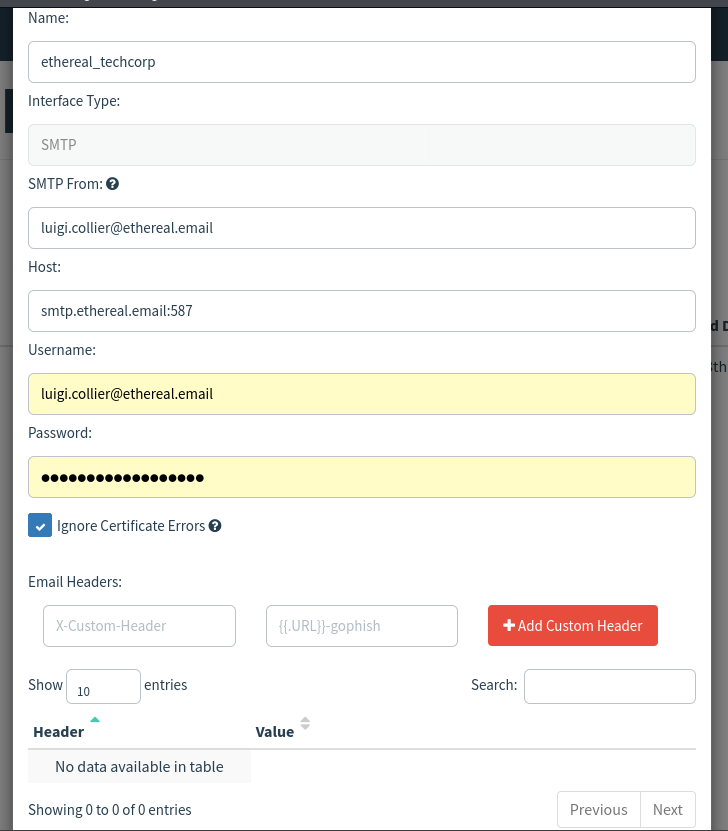 Name:
ethereal_techcorp
Interface Type:
SMTP
SMTP From:
luigi.collier@ethereal.email
Host:
smtp.ethereal.email:587
Username:
luigi.collier@ethereal.email
Password:
••••••••••••••••••
Ignore Certificate Errors
Email Headers:
X-Custom-Header {{.URL}}-gophish + Add Custom Header
Show 10 entries Search:
Header Value
No data available in table
Showing 0 to 0 of 0 entries Previous Next